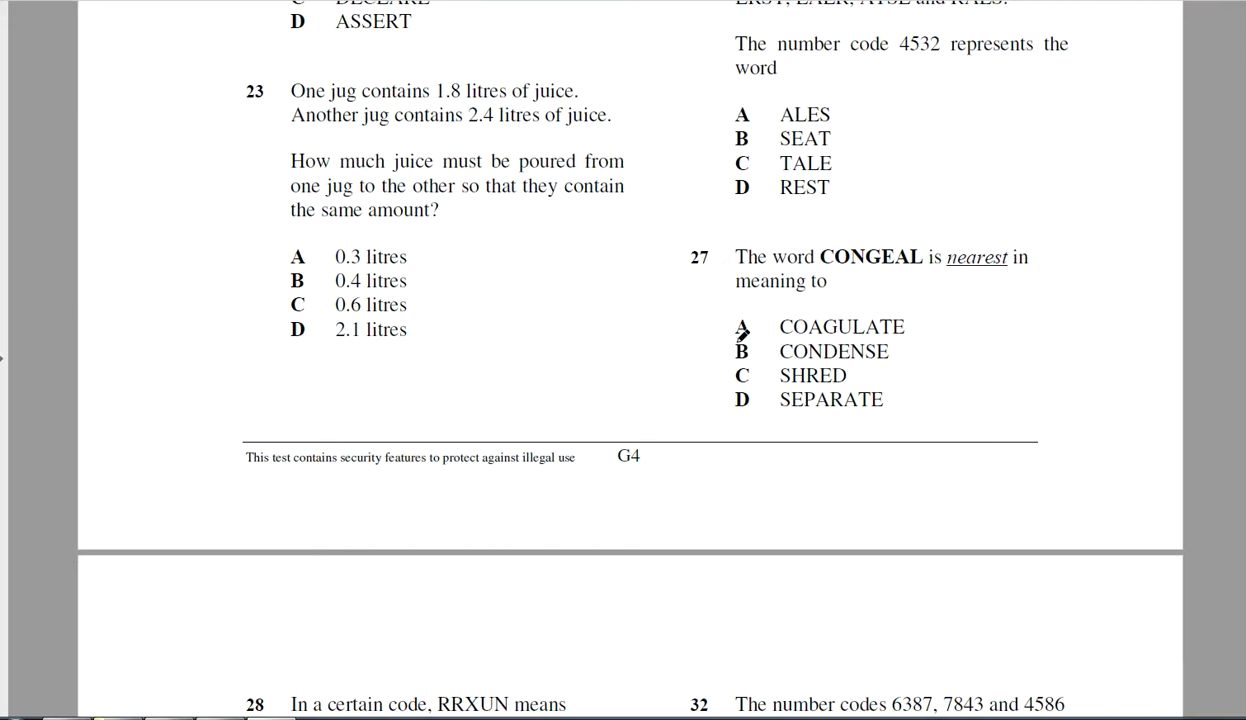 D ASSERT
23 One jug contains 1.8 litres of juice.
Another jug contains 2.4 litres of juice.
How much juice must be poured from
one jug to the other so that they contain
the same amount?
A 0.3 litres
B 0.4 litres
C 0.6 litres
D 2.1 litres
The number code 4532 represents the
word
A ALES
B SEAT
C TALE
D REST
27 The word CONGEAL is nearest in
meaning to
A COAGULATE
B CONDENSE
C SHRED
D SEPARATE
This test contains security features to protect against illegal use G4
28 In a certain code, RRXUN means
32 The number codes 6387, 7843 and 4586